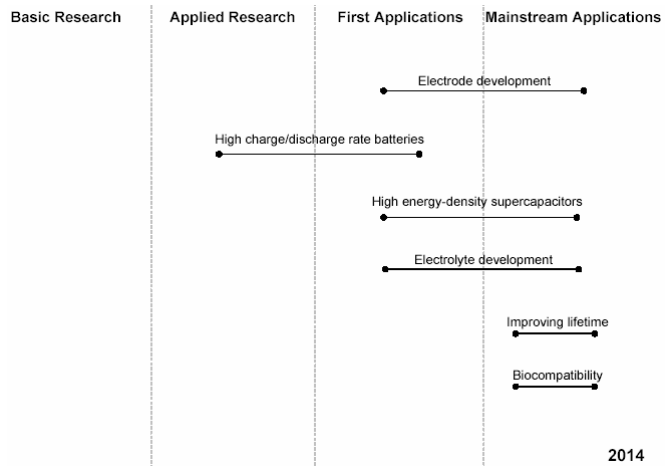 Basic Research Applied Research First Applications Mainstream Applications
Electrode development
High charge/discharge rate batteries
High energy-density supercapacitors
Electrolyte development
Improving lifetime
Biocompatibility
2014